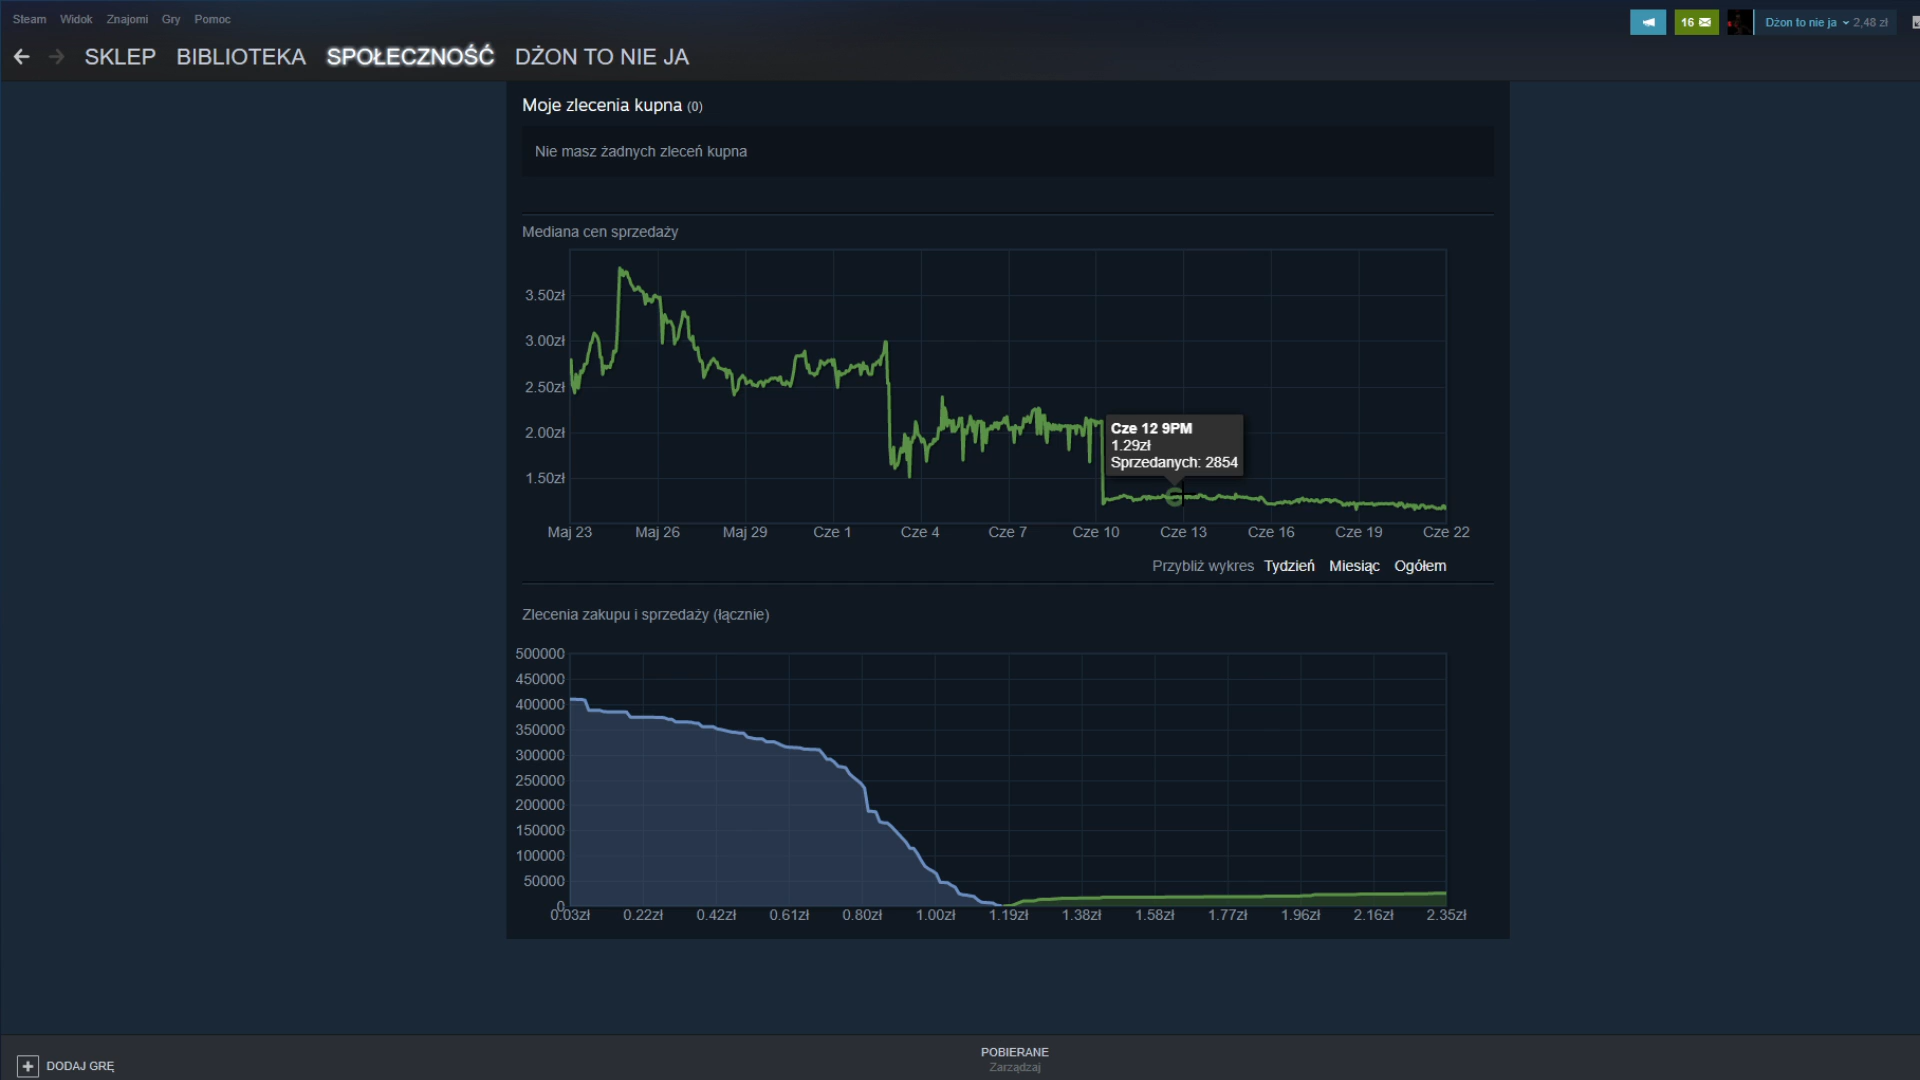 Steam Widok Znajomi Gry Pomoc
16 Dżon to nie ja 2,48 zł
SKLEP BIBLIOTEKA SPOŁECZNOŚĆ DŻON TO NIE JA
Moje zlecenia kupna (0)
Nie masz żadnych zleceń kupna
Mediana cen sprzedaży
3.50zł
3.00zł
2.50zł
2.00zł
1.50zł
Cze 12 9PM
1.29zł
Sprzedanych: 2854
Maj 23 Maj 26 Maj 29 Cze 1 Cze 4 Cze 7 Cze 10 Cze 13 Cze 16 Cze 19 Cze 22
Przybliż wykres Tydzień Miesiąc Ogółem
Zlecenia zakupu i sprzedaży (łącznie)
500000
450000
400000
350000
300000
250000
200000
150000
100000
50000
0
0.03zł 0.22zł 0.42zł 0.61zł 0.80zł 1.00zł 1.19zł 1.38zł 1.58zł 1.77zł 1.96zł 2.16zł 2.35zł
DODAJ GRĘ
POBIERANE
Zarządzaj